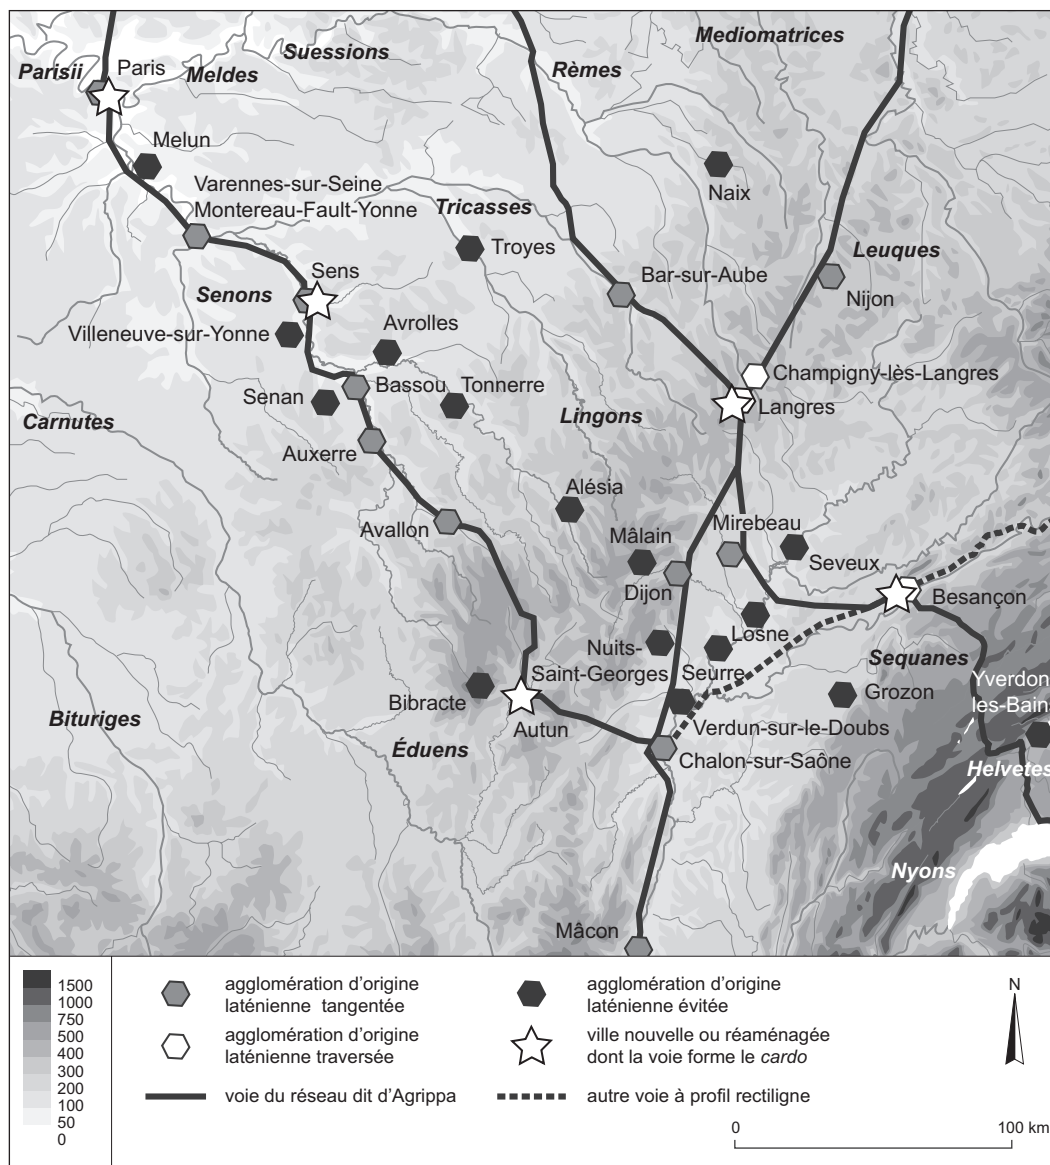 Mediomatrices
Suessions
Parisii
Paris
Meldes
Rèmes
Melun
Naix
Varennes-sur-Seine
Montereau-Fault-Yonne
Tricasses
Troyes
Leuques
Bar-sur-Aube
Nijon
Sens
Senons
Villeneuve-sur-Yonne
Avrolles
Champigny-lès-Langres
Bassou
Tonnerre
Senan
Langres
Lingons
Carnutes
Auxerre
Alésia
Avallon
Mâlain
Mirebeau
Seveux
Dijon
Besançon
Losne
Nuits-
Saint-Georges
Seurre
Sequanes
Yverdon
les-Bains
Grozon
Bibracte
Autun
Bituriges
Verdun-sur-le-Doubs
Éduens
Chalon-sur-Saône
Helvetes
Nyons
Mâcon
1500
1000
750
500
400
300
200
100
50
0
agglomération d'origine
laténienne tangentée
agglomération d'origine
laténienne traversée
voie du réseau dit d'Agrippa
agglomération d'origine
laténienne évitée
ville nouvelle ou réaménagée
dont la voie forme le cardo
autre voie à profil rectiligne
N
0 100 km